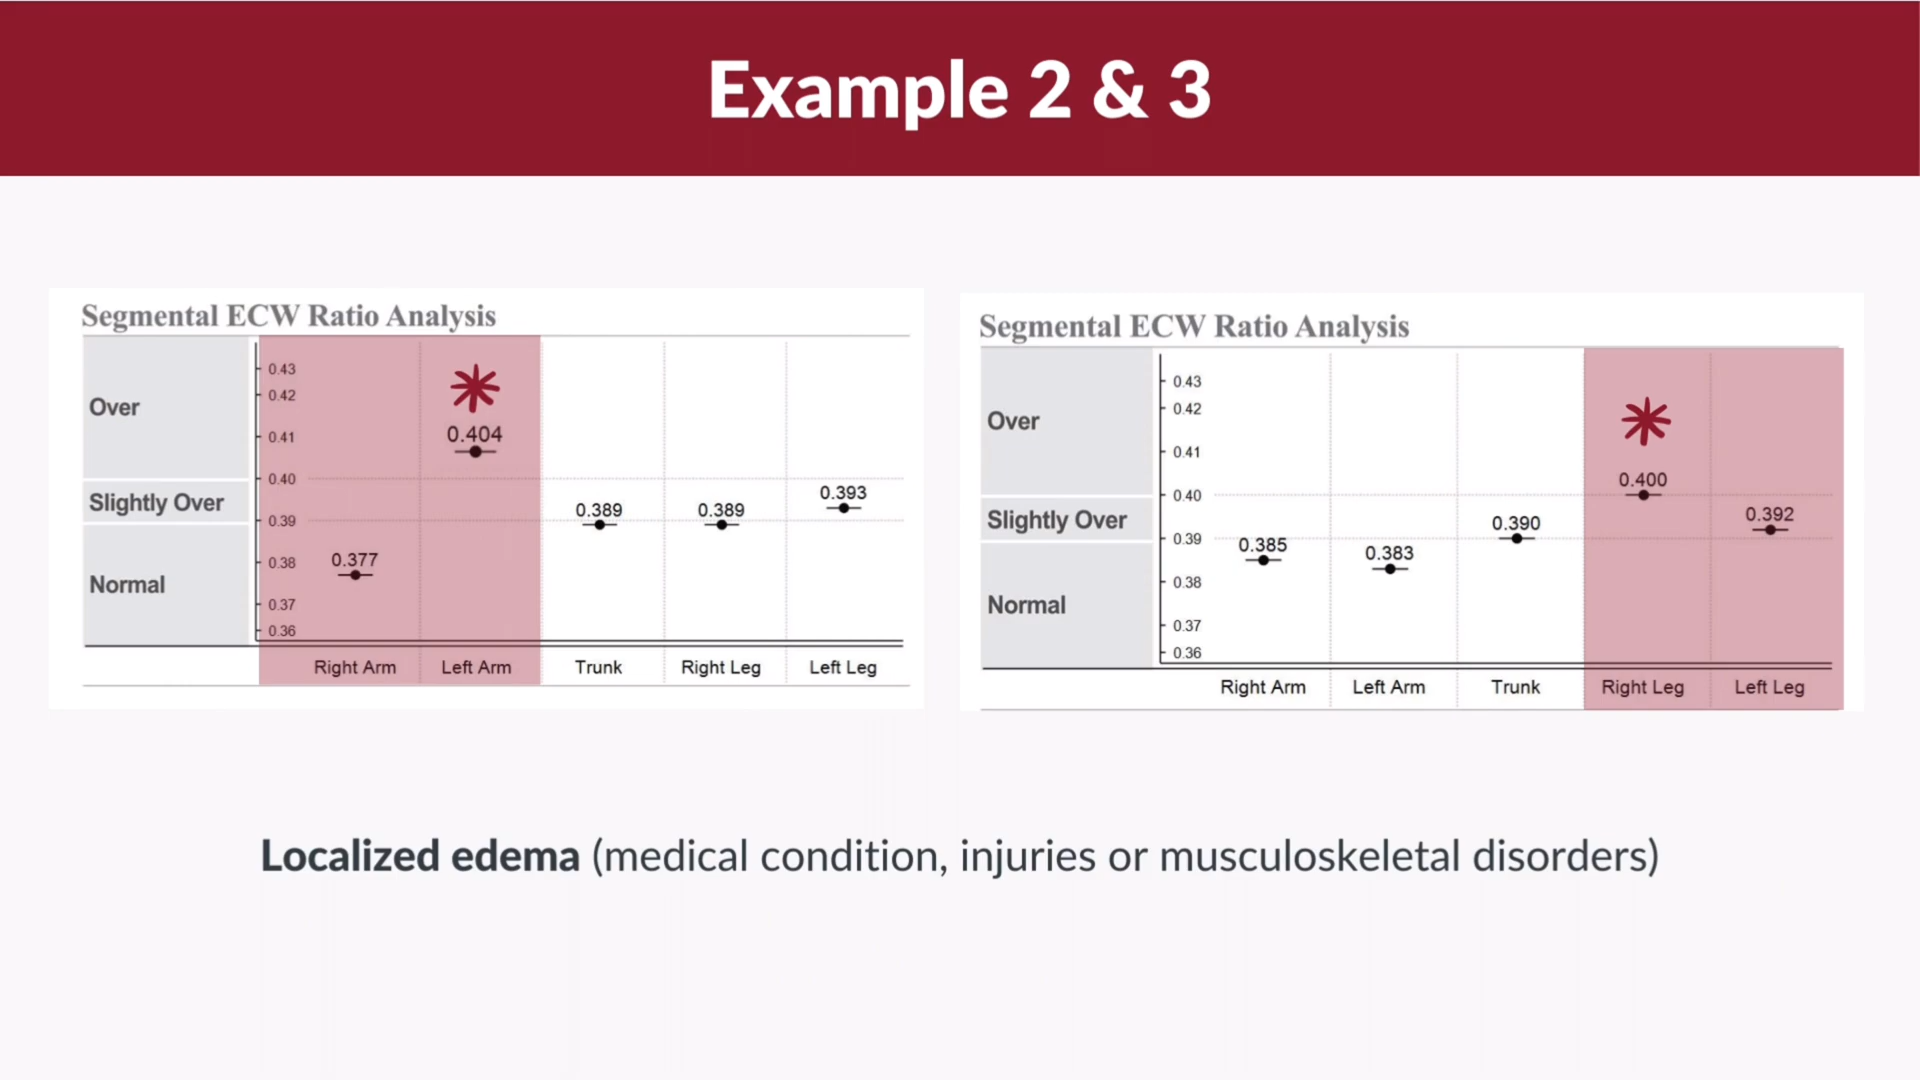 Example 2 & 3
Segmental ECW Ratio Analysis
Over
Slightly Over
Normal
0.43
0.42
0.41
0.40
0.39
0.38
0.37
0.36
0.377
0.404
0.389
0.389
0.393
Right Arm Left Arm Trunk Right Leg Left Leg
Segmental ECW Ratio Analysis
Over
Slightly Over
Normal
0.43
0.42
0.41
0.40
0.39
0.38
0.37
0.36
0.385
0.383
0.390
0.400
0.392
Right Arm Left Arm Trunk Right Leg Left Leg
Localized edema (medical condition, injuries or musculoskeletal disorders)